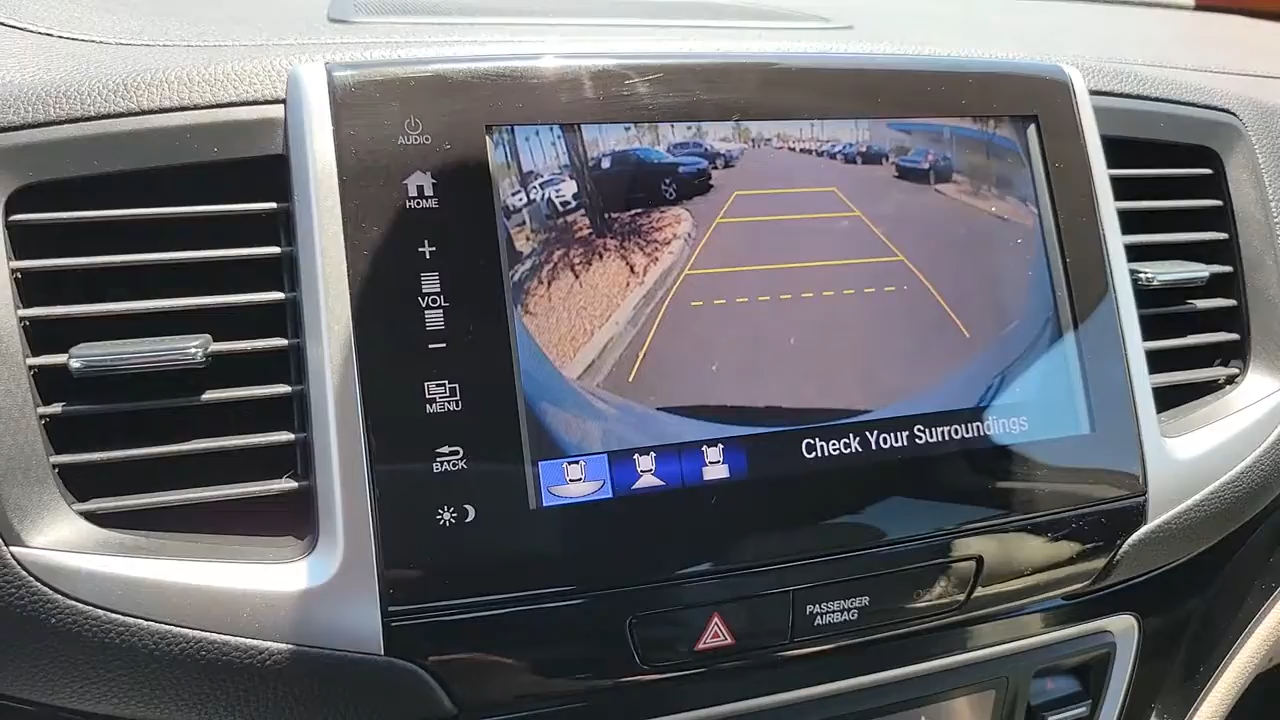 AUDIO
HOME
+
VOL
−
MENU
BACK
Check Your Surroundings
PASSENGER
AIRBAG